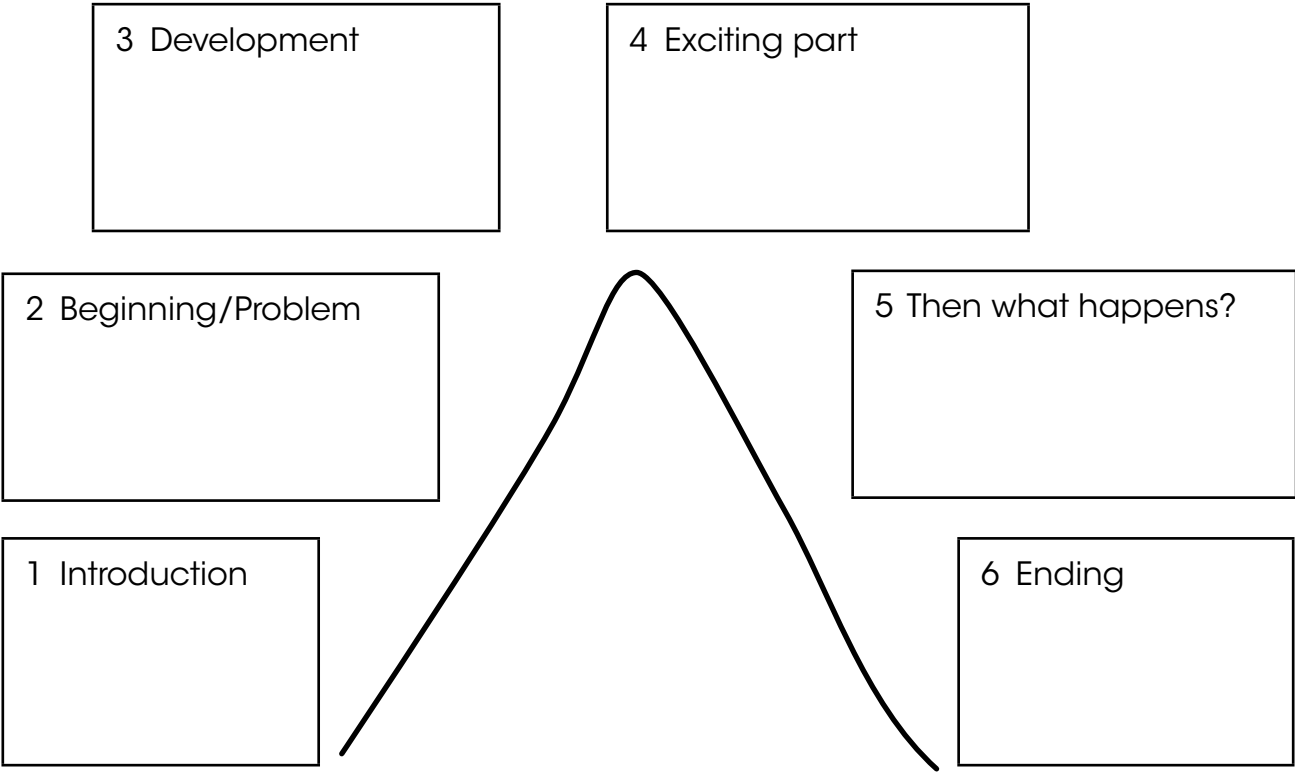 3 Development
4 Exciting part
2 Beginning/Problem
5 Then what happens?
1 Introduction
6 Ending